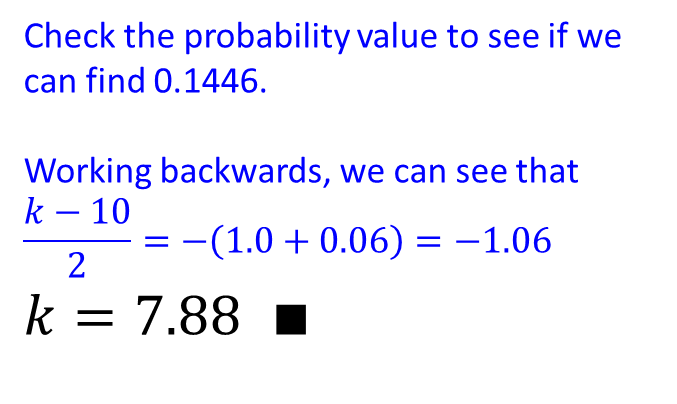 Check the probability value to see if we
can find 0.1446.
Working backwards, we can see that
(k − 10)/2 = −(1.0 + 0.06) = −1.06
k = 7.88 ■